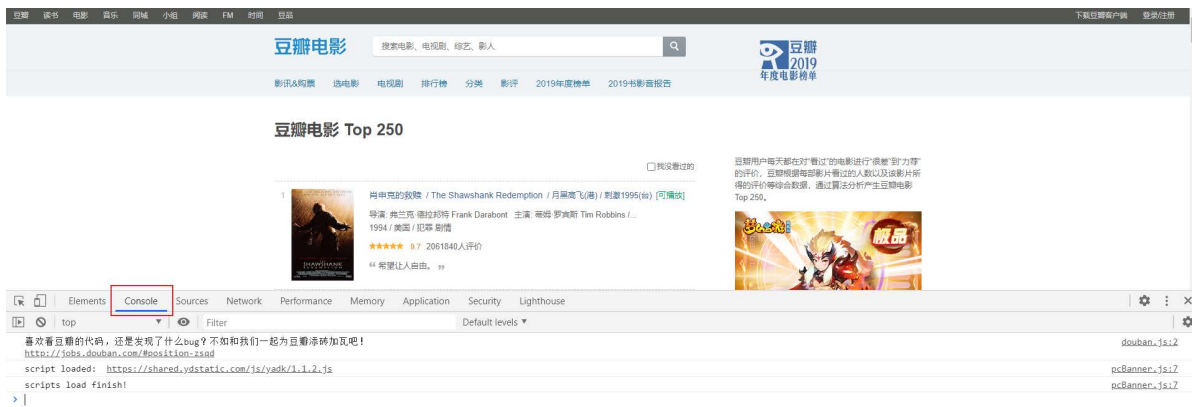 豆瓣 读书 电影 音乐 同城 小组 阅读 FM 时间 豆品 下载豆瓣客户端 登录/注册
豆瓣电影 搜索电影、电视剧、综艺、影人
豆瓣
2019
年度电影榜单
影讯&购票 选电影 电视剧 排行榜 分类 影评 2019年度榜单 2019书影音报告
豆瓣电影 Top 250
我没看过的
1 肖申克的救赎 / The Shawshank Redemption / 月黑高飞(港) / 刺激1995(台) [可播放]
导演: 弗兰克·德拉邦特 Frank Darabont 主演: 蒂姆·罗宾斯 Tim Robbins /...
1994 / 美国 / 犯罪 剧情
9.7 2061840人评价
“ 希望让人自由。 ”
豆瓣用户每天都在对“看过”的电影进行“很差”到“力荐”
的评价，豆瓣根据每部影片看过的人数以及该影片所
得的评价等综合数据，通过算法分析产生豆瓣电影
Top 250。
极品
Elements Console Sources Network Performance Memory Application Security Lighthouse
top Filter Default levels
喜欢看豆瓣的代码，还是发现了什么bug？不如和我们一起为豆瓣添砖加瓦吧！ douban.js:2
http://jobs.douban.com/#position-zsqd
script loaded: https://shared.ydstatic.com/js/yadk/1.1.2.js pcBanner.js:7
scripts load finish! pcBanner.js:7
>